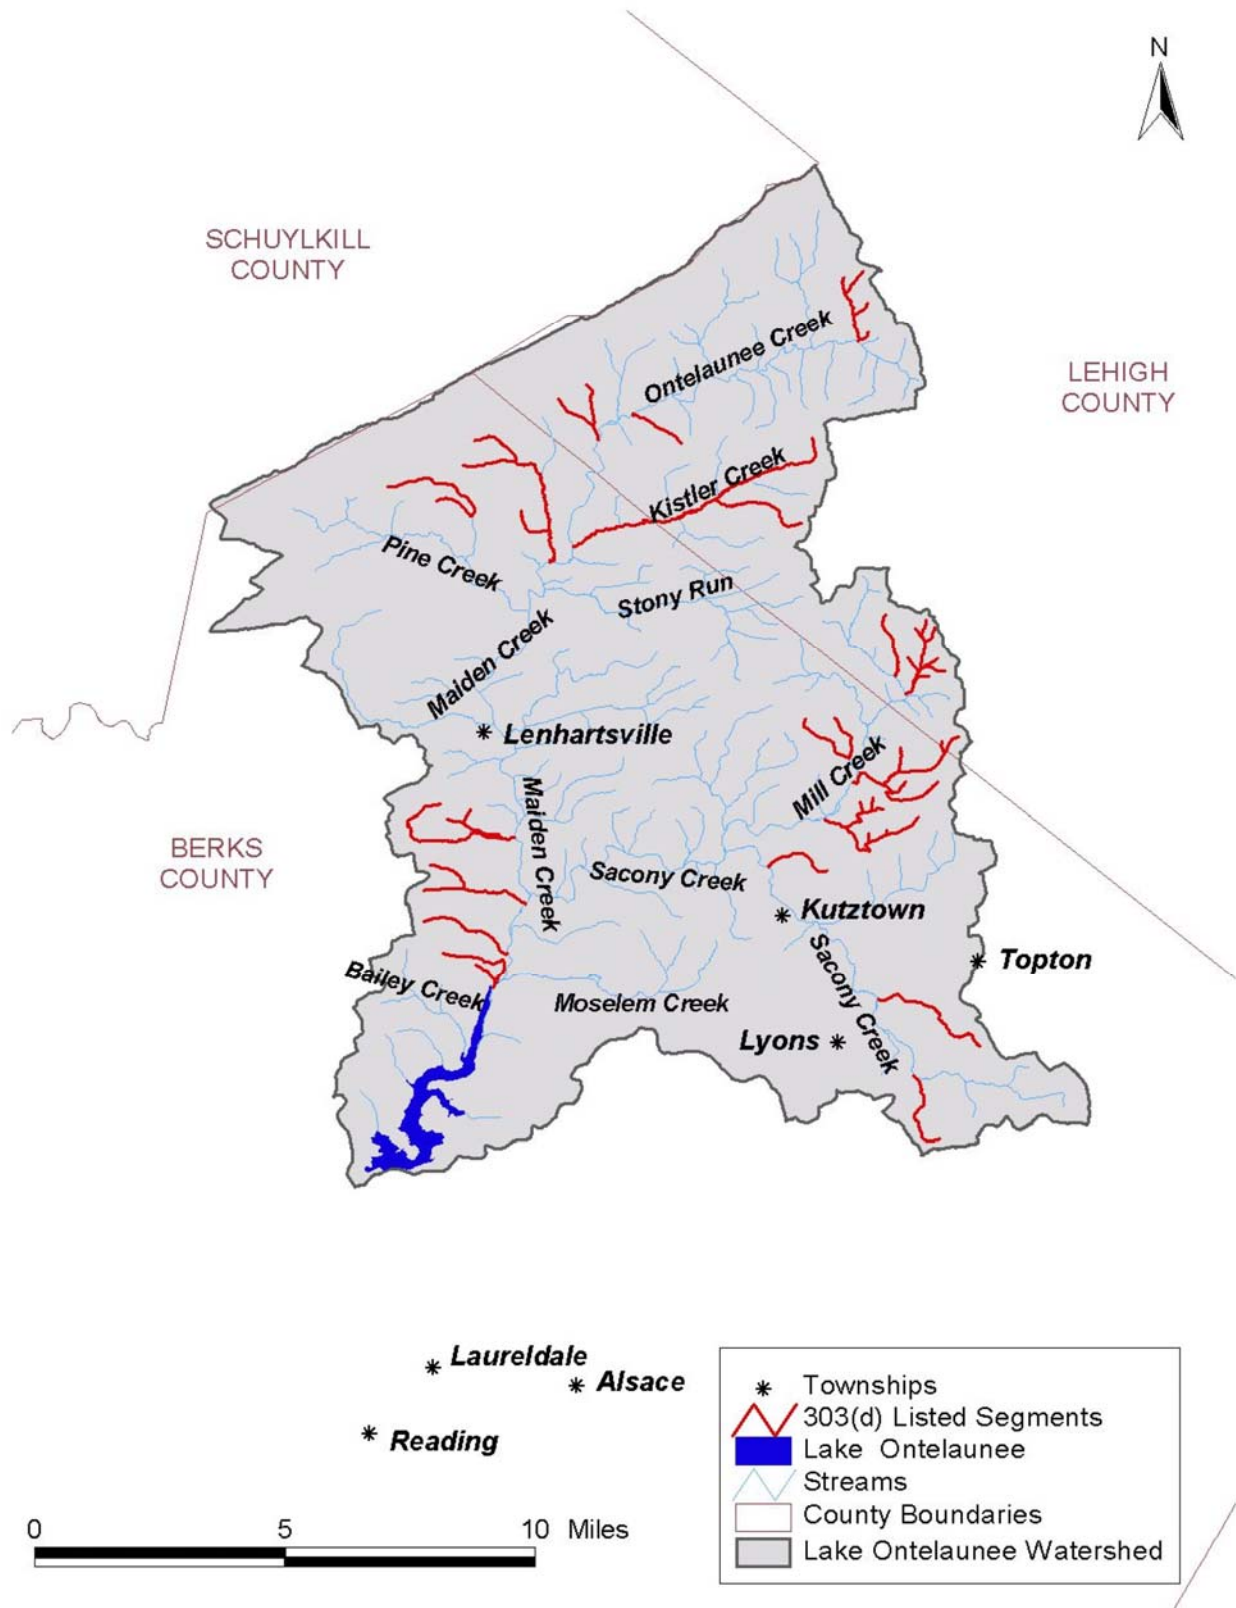 N
SCHUYLKILL
COUNTY
LEHIGH
COUNTY
Ontelaunee Creek
Kistler Creek
Pine Creek
Stony Run
Maiden Creek
Lenhartsville
Mill Creek
Maiden Creek
BERKS
COUNTY
Sacony Creek
Kutztown
Sacony Creek
Topton
Bailey Creek
Moselem Creek
Lyons
Laureldale
Alsace
Reading
Townships
303(d) Listed Segments
Lake Ontelaunee
Streams
County Boundaries
Lake Ontelaunee Watershed
0 5 10 Miles